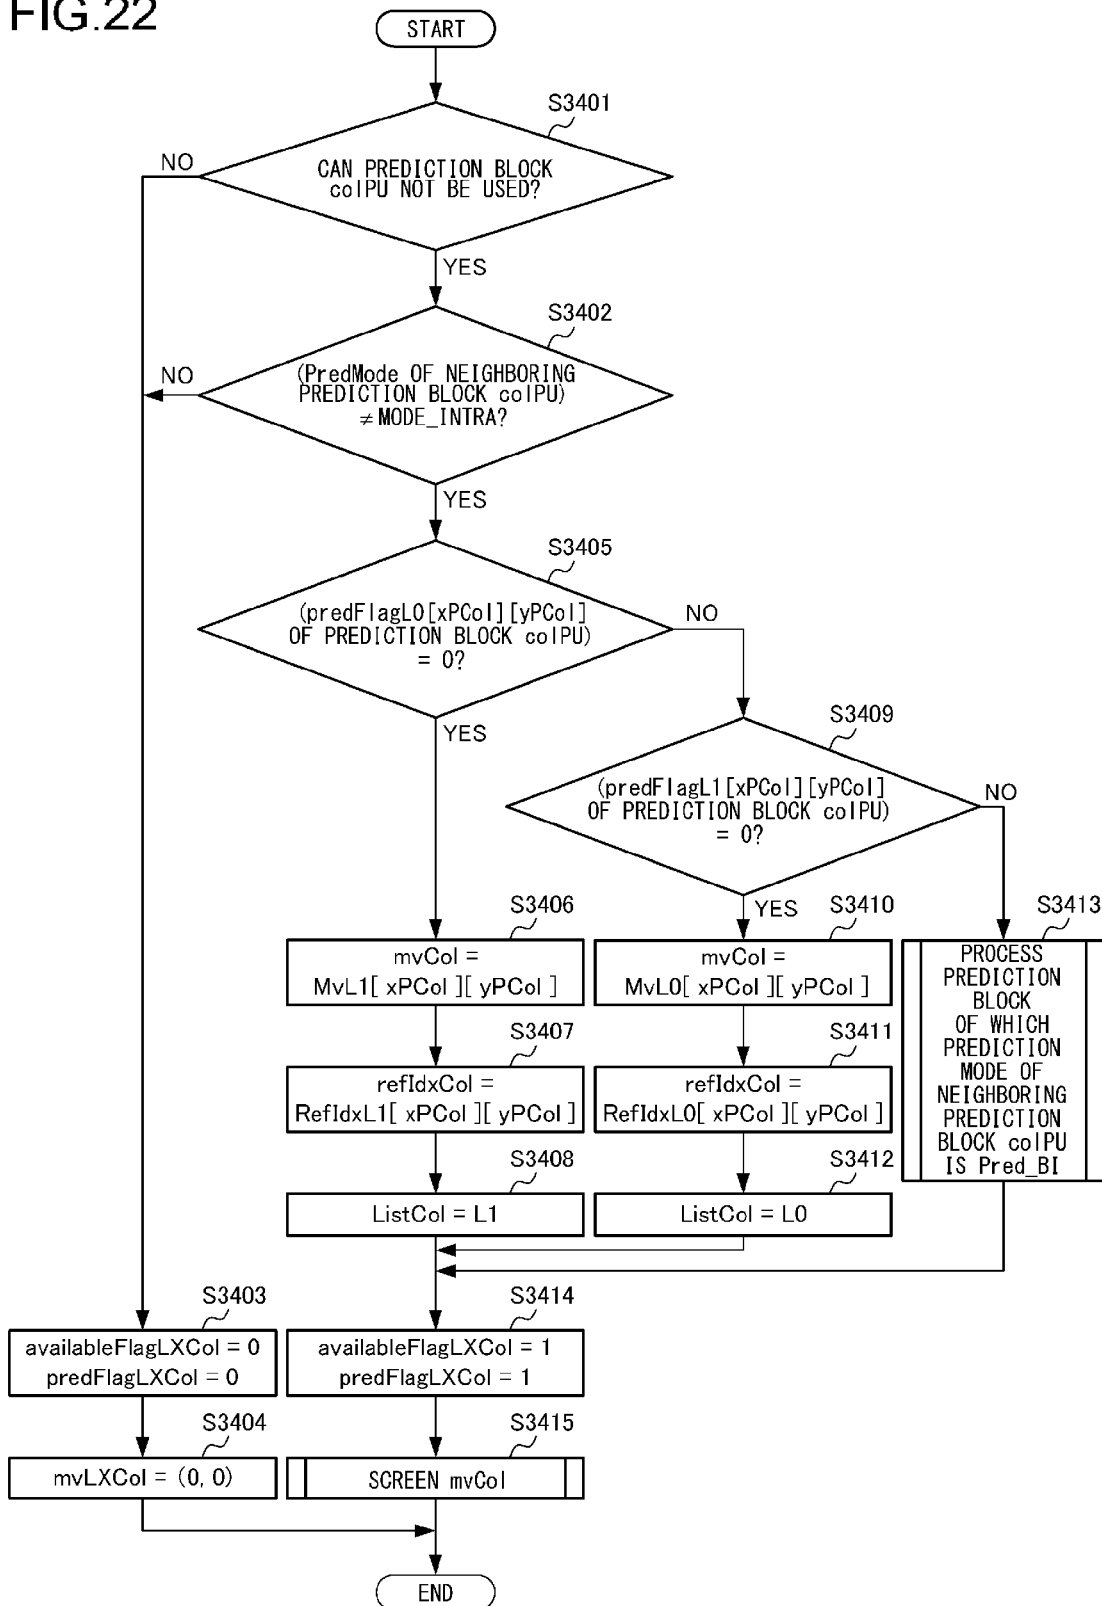 FIG.22
START
S3401
CAN PREDICTION BLOCK
colPU NOT BE USED?
NO
YES
S3402
(PredMode OF NEIGHBORING
PREDICTION BLOCK colPU)
≠MODE_INTRA?
NO
YES
S3405
(predFlagL0[xPCol][yPCol]
OF PREDICTION BLOCK colPU)
= 0?
NO
YES
S3409
(predFlagL1[xPCol][yPCol]
OF PREDICTION BLOCK colPU)
= 0?
NO
YES
S3406
mvCol =
MvL1[ xPCol ][ yPCol ]
S3410
mvCol =
MvL0[ xPCol ][ yPCol ]
S3413
PROCESS
PREDICTION
BLOCK
OF WHICH
PREDICTION
MODE OF
NEIGHBORING
PREDICTION
BLOCK colPU
IS Pred_BI
S3407
refIdxCol =
RefIdxL1[ xPCol ][ yPCol ]
S3411
refIdxCol =
RefIdxL0[ xPCol ][ yPCol ]
S3408
ListCol = L1
S3412
ListCol = L0
S3403
availableFlagLXCol = 0
predFlagLXCol = 0
S3414
availableFlagLXCol = 1
predFlagLXCol = 1
S3404
mvLXCol = (0, 0)
S3415
SCREEN mvCol
END